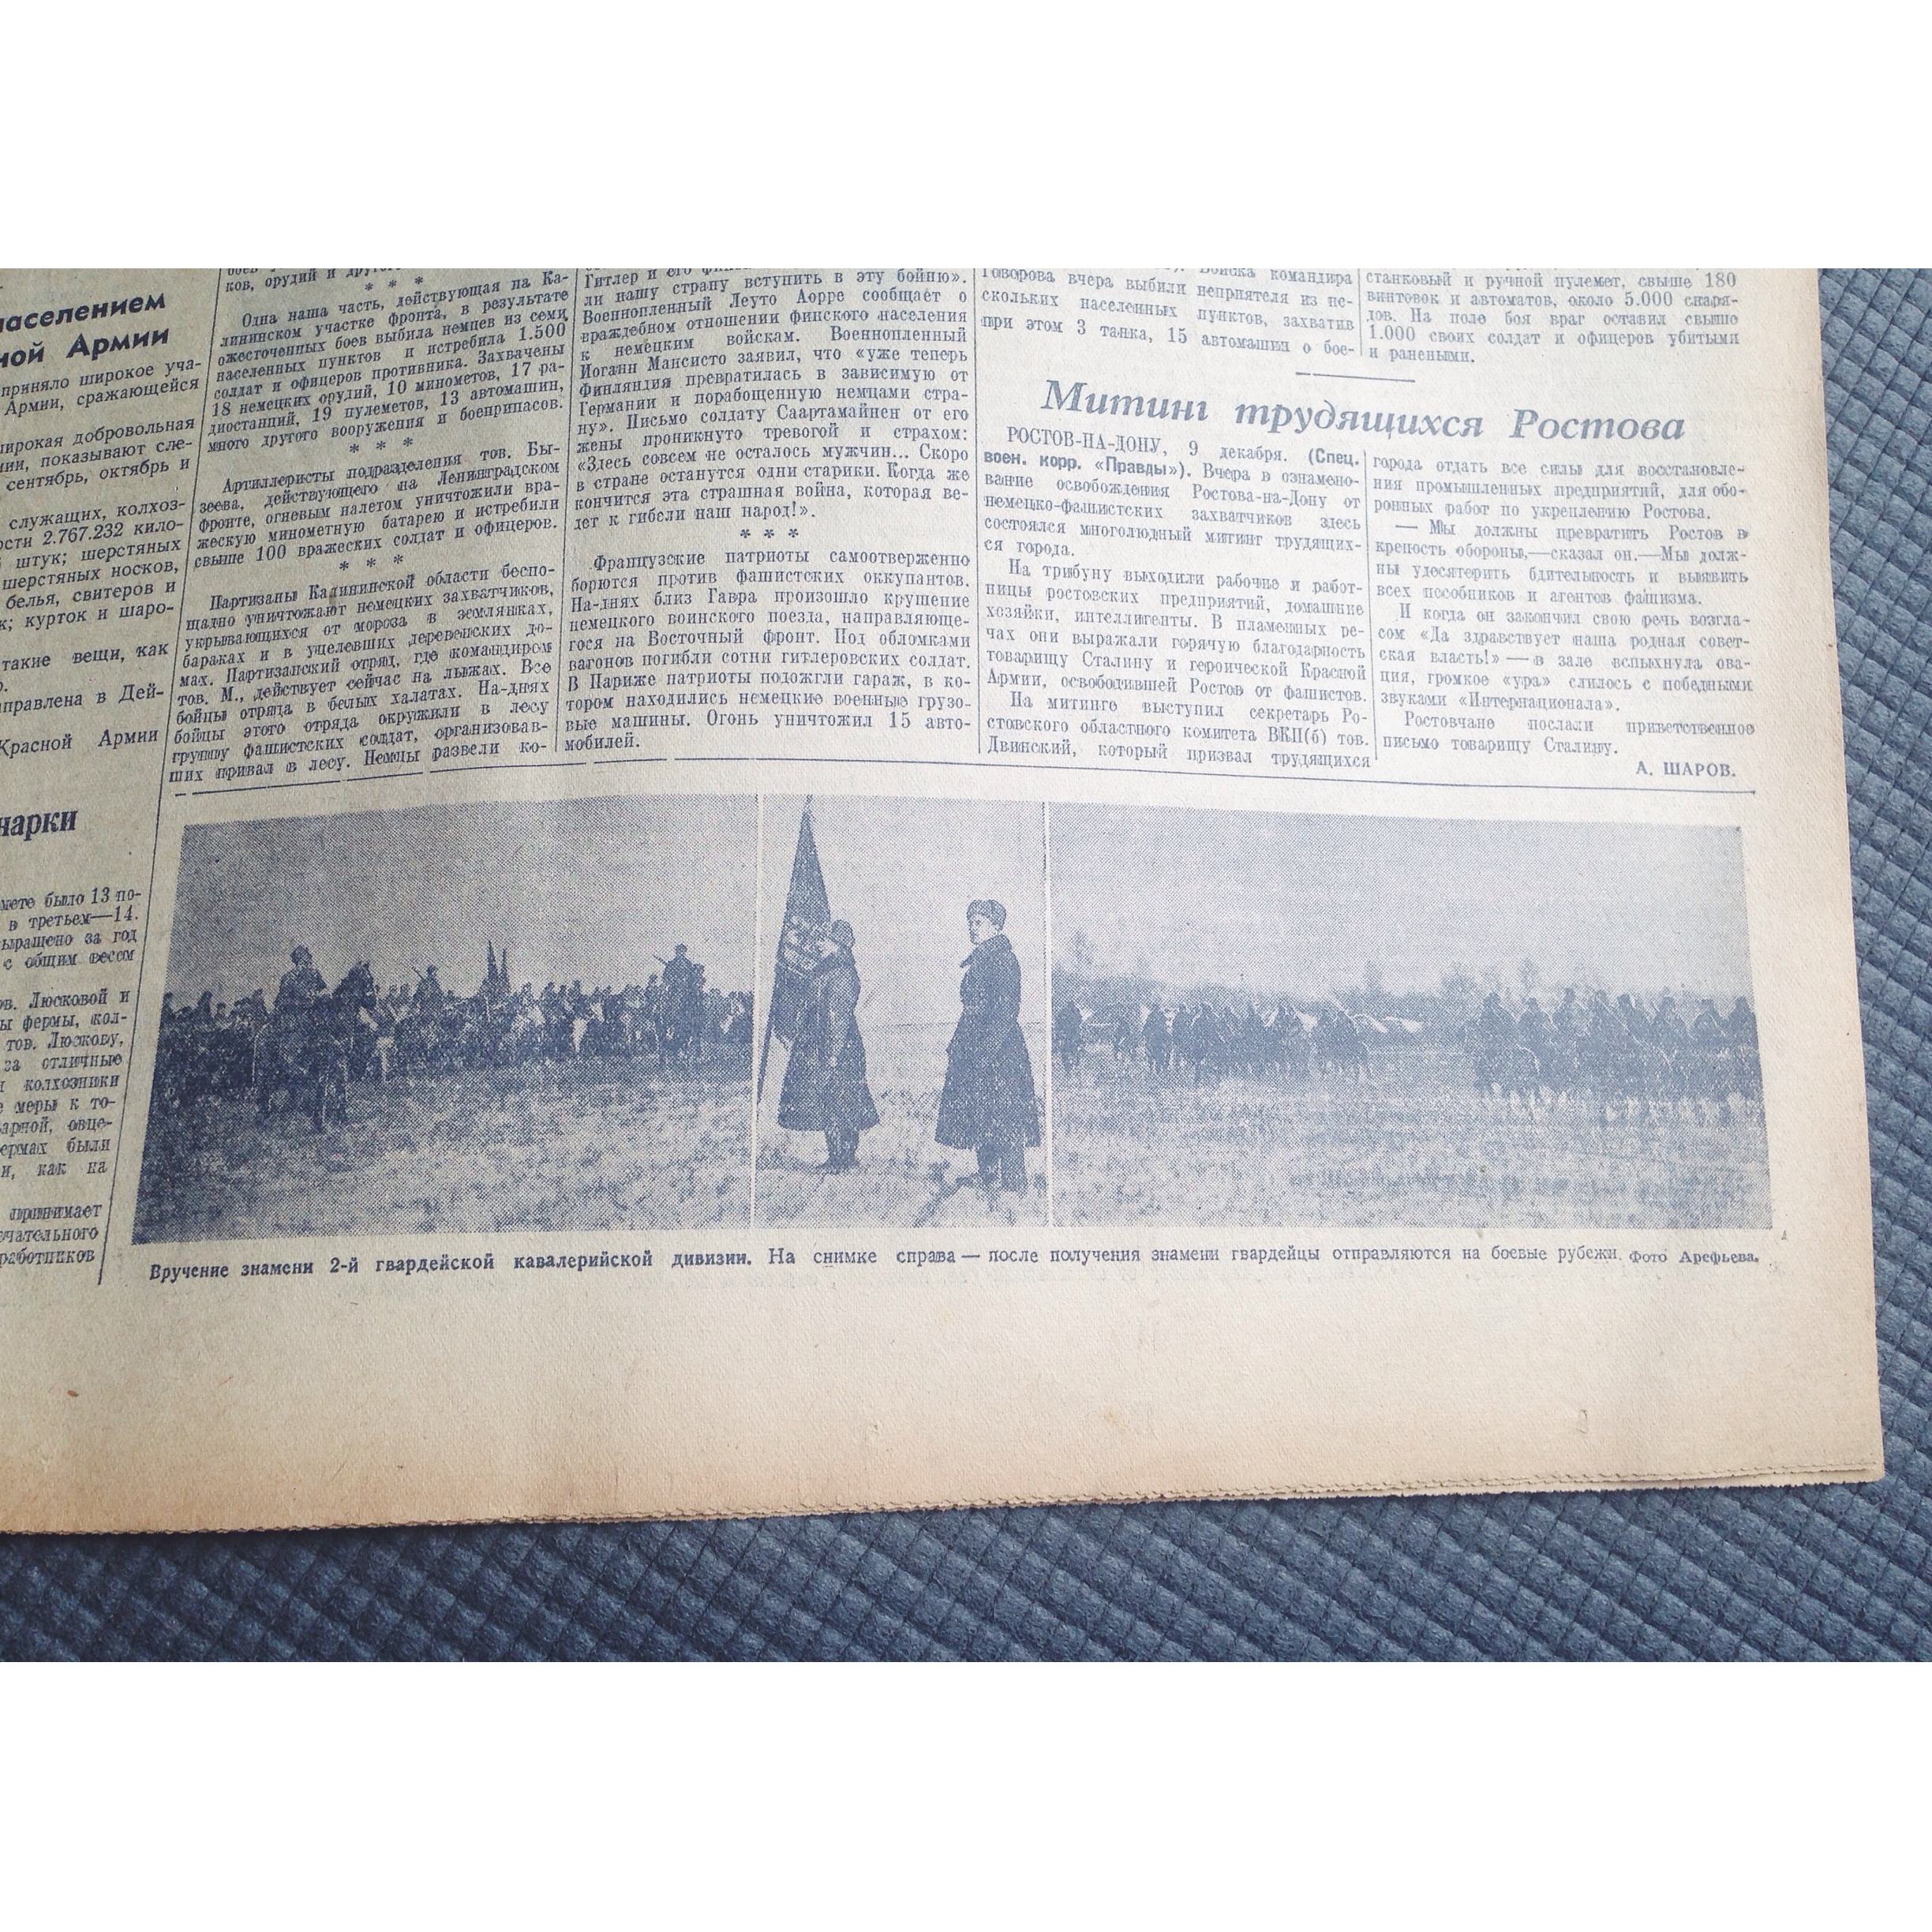 населением
ной Армии
приняло широкое уча-
Армии, сражающейся
широкая добровольная
мии, показывают сле-
сентябрь, октябрь и
служащих, колхоз-
ости 2.767.232 кило-
штук; шерстяных
шерстяных носков,
белья, свитеров и
к; курток и шаро-
такие вещи, как
направлена в Дей-
Красной Армии
нарки
мете было 13 по-
в третьем—14.
выращено за год
с общим весом
ов. Люсковой и
ы фермы, кол-
тов. Люскову,
за отличные
колхозники
е меры к то-
варной, овце-
фермах были
и, как на
принимает
работников
ков, орудий и
* * *
Одна наша часть, действующая на Ка-
лининском участке фронта, в результате
ожесточенных боев выбила немцев из семи
населенных пунктов и истребила 1.500
солдат и офицеров противника. Захвачены
18 немецких орудий, 10 минометов, 17 ра-
диостанций, 19 пулеметов, 13 автомашин,
много другого вооружения и боеприпасов.
* * *
Артиллеристы подразделения тов. Бы-
зеева, действующего на Ленинградском
фронте, огневым налетом уничтожили вра-
жескую минометную батарею и истребили
свыше 100 вражеских солдат и офицеров.
* * *
Партизаны Калининской области беспо-
щадно уничтожают немецких захватчиков,
укрывающихся от мороза в землянках,
бараках и в уцелевших деревенских до-
мах. Партизанский отряд, где командиром
тов. М., действует сейчас на лыжах. Все
бойцы отряда в белых халатах. На-днях
бойцы этого отряда окружили в лесу
группу фашистских солдат, организовав-
ших привал в лесу. Немцы развели ко-
Гитлер и его
ли нашу страну вступить в эту бойню».
Военнопленный Леуто Аорре сообщает о
враждебном отношении финского населения
к немецким войскам. Военнопленный
Иоганн Мансисто заявил, что «уже теперь
Финляндия превратилась в зависимую от
Германии и порабощенную немцами стра-
ну». Письмо солдату Саартамайнен от его
жены проникнуто тревогой и страхом:
«Здесь совсем не осталось мужчин... Скоро
в стране останутся одни старики. Когда же
кончится эта страшная война, которая ве-
дет к гибели наш народ!».
* * *
Французские патриоты самоотверженно
борются против фашистских оккупантов.
На-днях близ Гавра произошло крушение
немецкого воинского поезда, направляюще-
гося на Восточный фронт. Под обломками
вагонов погибли сотни гитлеровских солдат.
В Париже патриоты подожгли гараж, в ко-
тором находились немецкие военные грузо-
вые машины. Огонь уничтожил 15 авто-
мобилей.
Войска командира
Говорова вчера выбили неприятеля из не-
скольких населенных пунктов, захватив
при этом 3 танка, 15 автомашин с бое-
станковый и ручной пулемет, свыше 180
винтовок и автоматов, около 5.000 снаря-
дов. На поле боя враг оставил свыше
1.000 своих солдат и офицеров убитыми
и ранеными.
Митинг трудящихся Ростова
РОСТОВ-НА-ДОНУ, 9 декабря. (Спец.
воен. корр. «Правды»). Вчера в ознамено-
вание освобождения Ростова-на-Дону от
немецко-фашистских захватчиков здесь
состоялся многолюдный митинг трудящих-
ся города.
На трибуну выходили рабочие и работ-
ницы ростовских предприятий, домашние
хозяйки, интеллигенты. В пламенных ре-
чах они выражали горячую благодарность
товарищу Сталину и героической Красной
Армии, освободившей Ростов от фашистов.
На митинге выступил секретарь Ро-
стовского областного комитета ВКП(б) тов.
Двинский, который призвал трудящихся
города отдать все силы для восстановле-
ния промышленных предприятий, для обо-
ронных работ по укреплению Ростова.
— Мы должны превратить Ростов в
крепость обороны,—сказал он.—Мы долж-
ны удесятерить бдительность и выявить
всех пособников и агентов фашизма.
И когда он закончил свою речь возгла-
сом «Да здравствует наша родная совет-
ская власть!» — в зале вспыхнула ова-
ция, громкое «ура» слилось с победными
звуками «Интернационала».
Ростовчане послали приветственное
письмо товарищу Сталину.
А. ШАРОВ.
Вручение знамени 2-й гвардейской кавалерийской дивизии. На снимке справа — после получения знамени гвардейцы отправляются на боевые рубежи. Фото Арефьева.